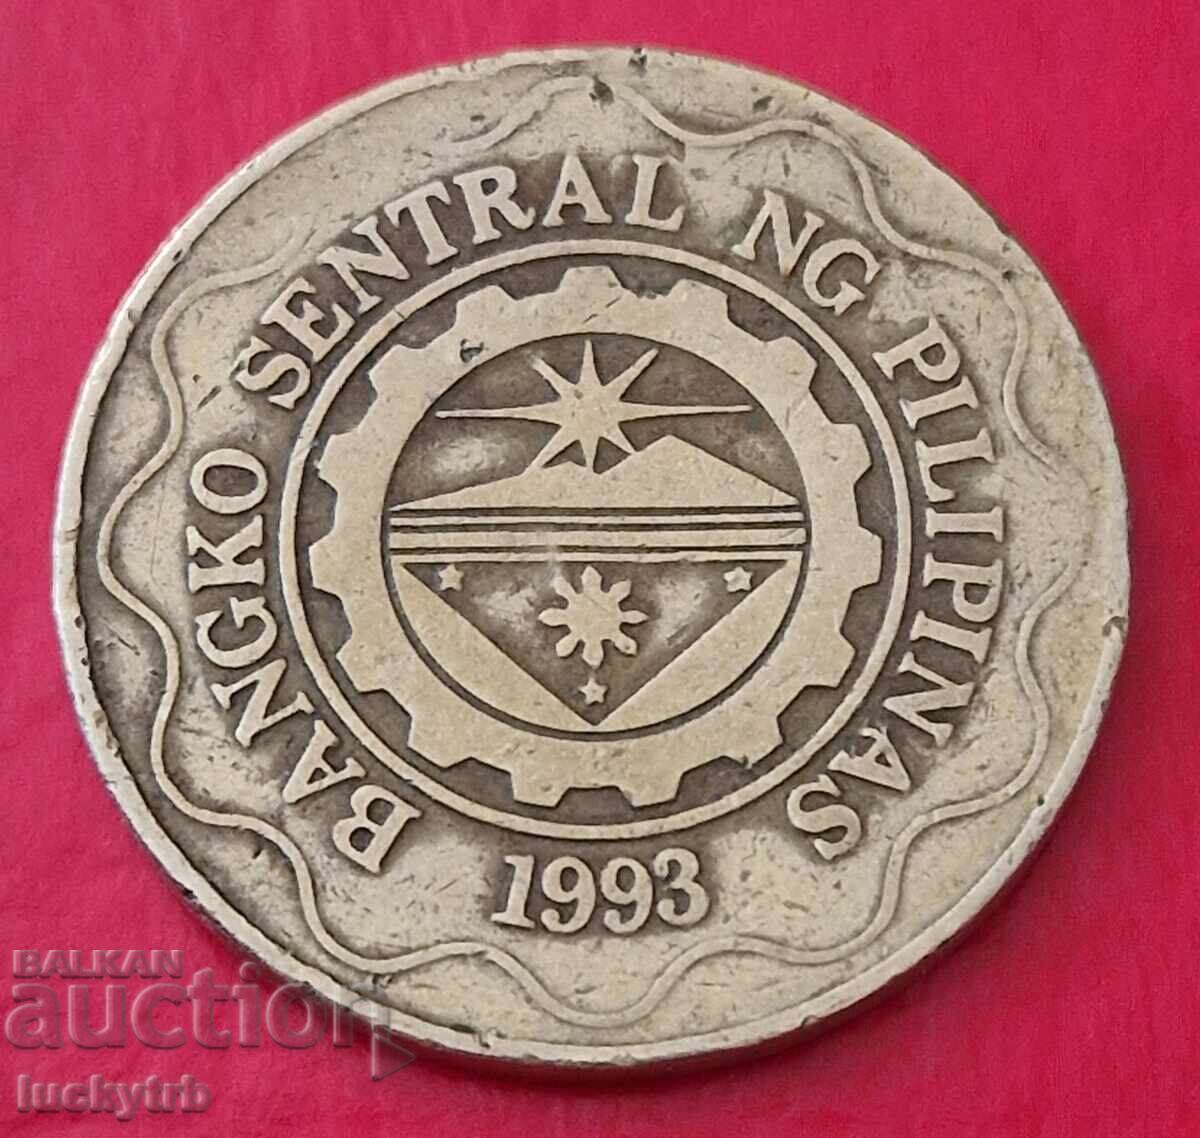 BANGKO SENTRAL NG PILIPINAS
1993
BALKAN
auction
luckytrb